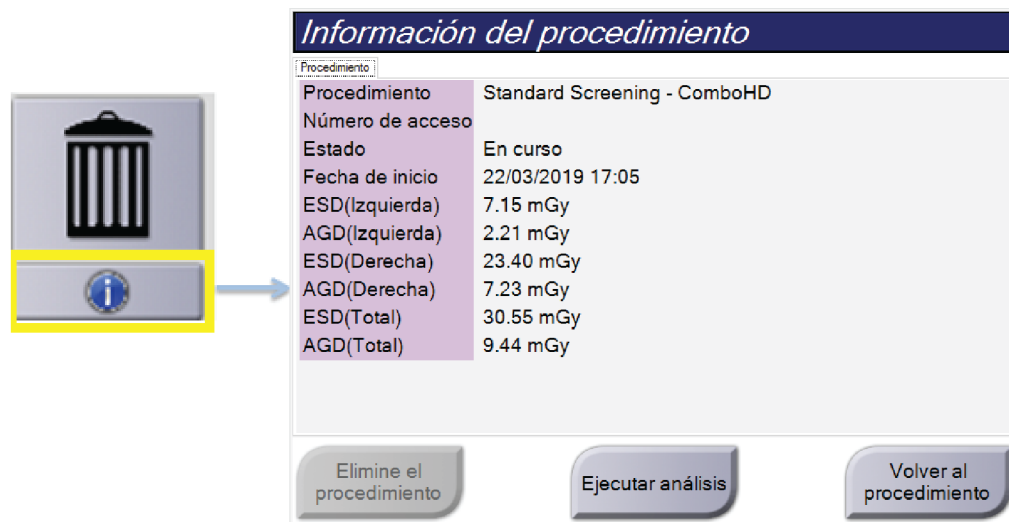 Información del procedimiento
Procedimiento
Procedimiento Standard Screening - ComboHD
Número de acceso
Estado En curso
Fecha de inicio 22/03/2019 17:05
ESD(Izquierda) 7.15 mGy
AGD(Izquierda) 2.21 mGy
ESD(Derecha) 23.40 mGy
AGD(Derecha) 7.23 mGy
ESD(Total) 30.55 mGy
AGD(Total) 9.44 mGy
Elimine el
procedimiento
Ejecutar análisis
Volver al
procedimiento